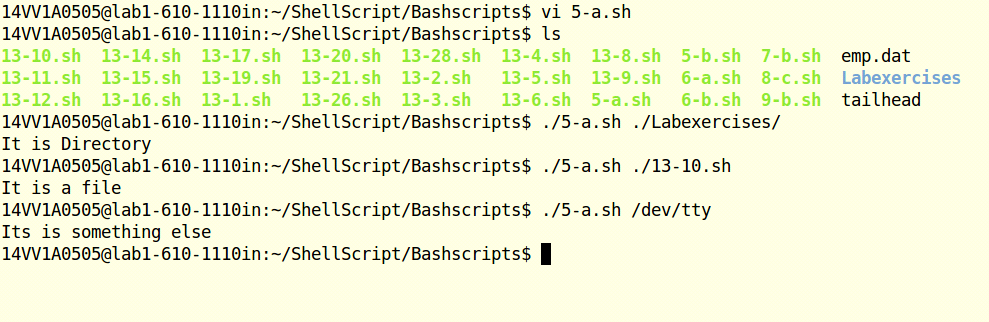 14VV1A0505@lab1-610-1110in:~/ShellScript/Bashscripts$ vi 5-a.sh
14VV1A0505@lab1-610-1110in:~/ShellScript/Bashscripts$ ls
13-10.sh  13-14.sh  13-17.sh  13-20.sh  13-28.sh  13-4.sh  13-8.sh  5-b.sh  7-b.sh  emp.dat
13-11.sh  13-15.sh  13-19.sh  13-21.sh  13-2.sh   13-5.sh  13-9.sh  6-a.sh  8-c.sh  Labexercises
13-12.sh  13-16.sh  13-1.sh   13-26.sh  13-3.sh   13-6.sh  5-a.sh   6-b.sh  9-b.sh  tailhead
14VV1A0505@lab1-610-1110in:~/ShellScript/Bashscripts$ ./5-a.sh ./Labexercises/
It is Directory
14VV1A0505@lab1-610-1110in:~/ShellScript/Bashscripts$ ./5-a.sh ./13-10.sh
It is a file
14VV1A0505@lab1-610-1110in:~/ShellScript/Bashscripts$ ./5-a.sh /dev/tty
Its is something else
14VV1A0505@lab1-610-1110in:~/ShellScript/Bashscripts$